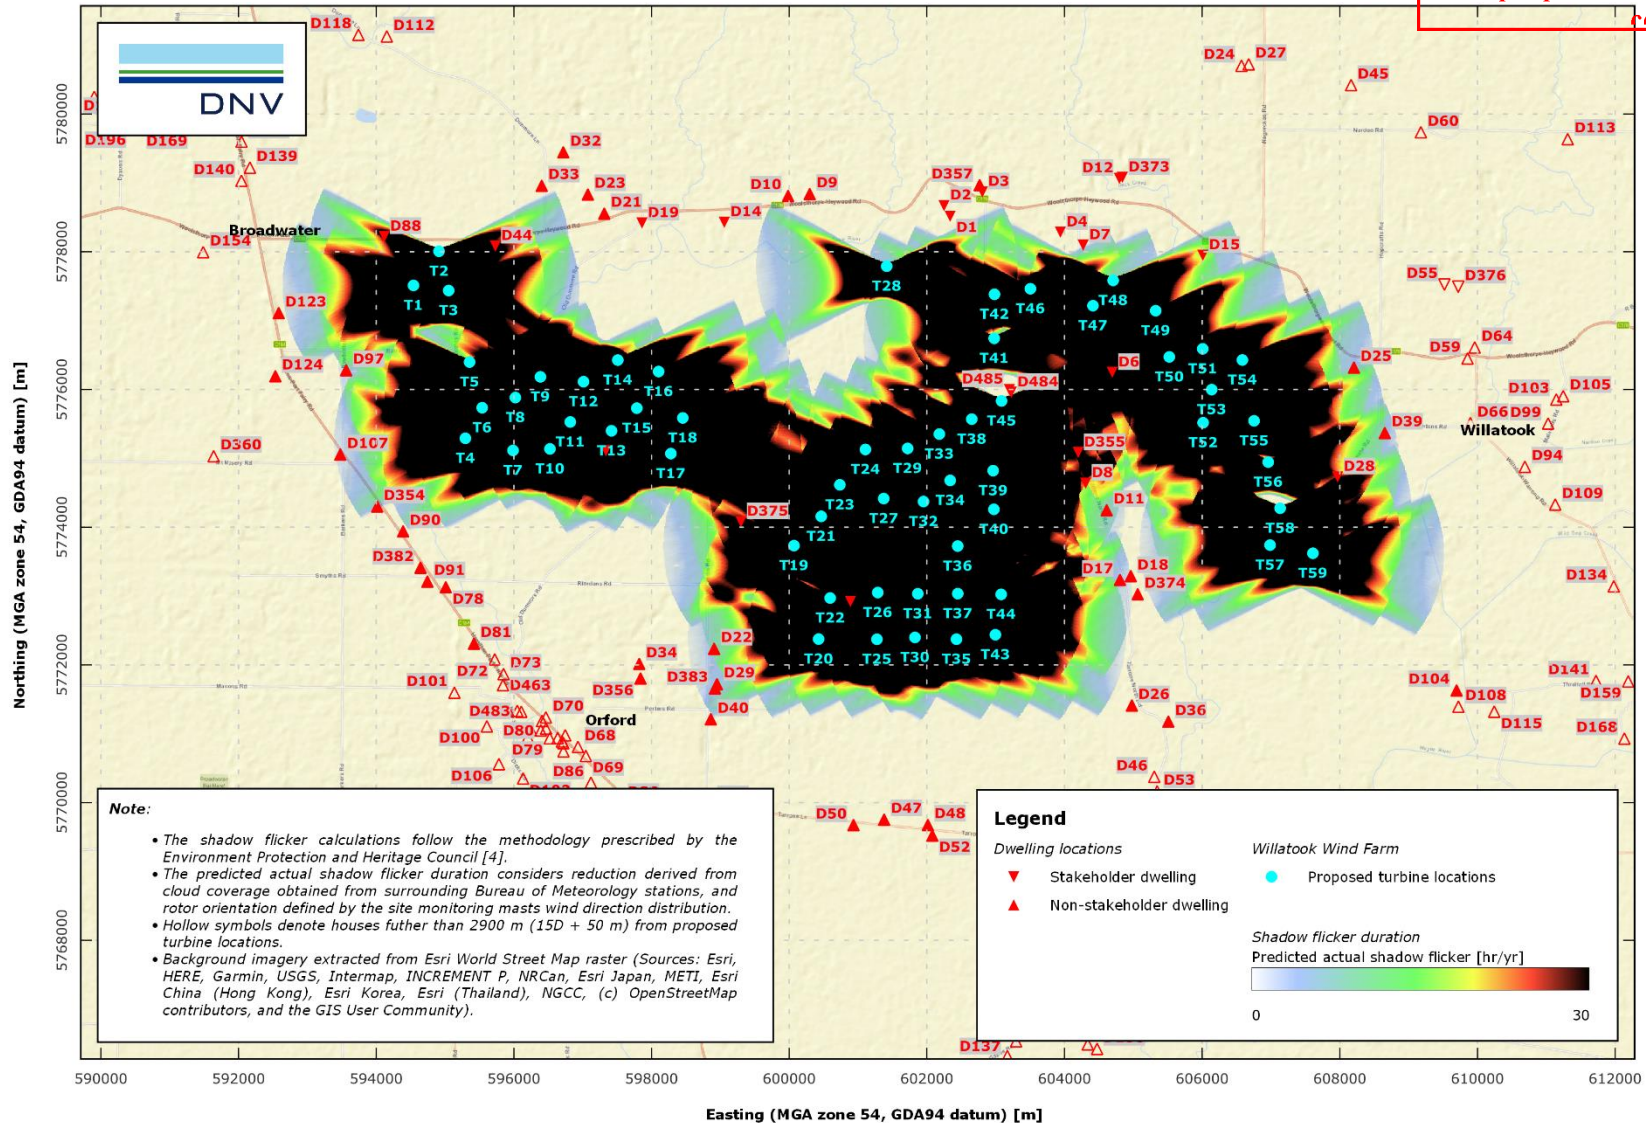 D118
D112
DNV
D24
D27
D45
D60
D113
D196
D169
D139
D140
D32
D33
D23
D21
D19
D14
D10
D9
D357
D3
D2
D1
D12
D373
D4
D7
D15
Broadwater
D88
D44
D154
D123
D124
D97
D360
D107
D354
D90
D382
D91
D78
D81
D72
D73
D101
D463
D483
D70
D100
D80
D79
D68
D86
D69
D106
Orford
D34
D356
D383
D22
D29
D40
D375
D485
D484
D6
D355
D8
D11
D17
D18
D374
D26
D36
D46
D53
D55
D376
D64
D59
D25
D103
D105
D66
D99
Willatook
D39
D94
D28
D109
D134
D141
D159
D104
D108
D115
D168
D50
D47
D48
D52
D137
T1
T2
T3
T4
T5
T6
T7
T8
T9
T10
T11
T12
T13
T14
T15
T16
T17
T18
T19
T20
T21
T22
T23
T24
T25
T26
T27
T28
T29
T30
T31
T32
T33
T34
T35
T36
T37
T38
T39
T40
T41
T42
T43
T44
T45
T46
T47
T48
T49
T50
T51
T52
T53
T54
T55
T56
T57
T58
T59
Note:
• The shadow flicker calculations follow the methodology prescribed by the
Environment Protection and Heritage Council [4].
• The predicted actual shadow flicker duration considers reduction derived from
cloud coverage obtained from surrounding Bureau of Meteorology stations, and
rotor orientation defined by the site monitoring masts wind direction distribution.
• Hollow symbols denote houses futher than 2900 m (15D + 50 m) from proposed
turbine locations.
• Background imagery extracted from Esri World Street Map raster (Sources: Esri,
HERE, Garmin, USGS, Intermap, INCREMENT P, NRCan, Esri Japan, METI, Esri
China (Hong Kong), Esri Korea, Esri (Thailand), NGCC, (c) OpenStreetMap
contributors, and the GIS User Community).
Legend
Dwelling locations
Stakeholder dwelling
Non-stakeholder dwelling
Willatook Wind Farm
Proposed turbine locations
Shadow flicker duration
Predicted actual shadow flicker [hr/yr]
0
30
Northing (MGA zone 54, GDA94 datum) [m]
5780000
5778000
5776000
5774000
5772000
5770000
5768000
590000
592000
594000
596000
598000
600000
602000
604000
606000
608000
610000
612000
Easting (MGA zone 54, GDA94 datum) [m]